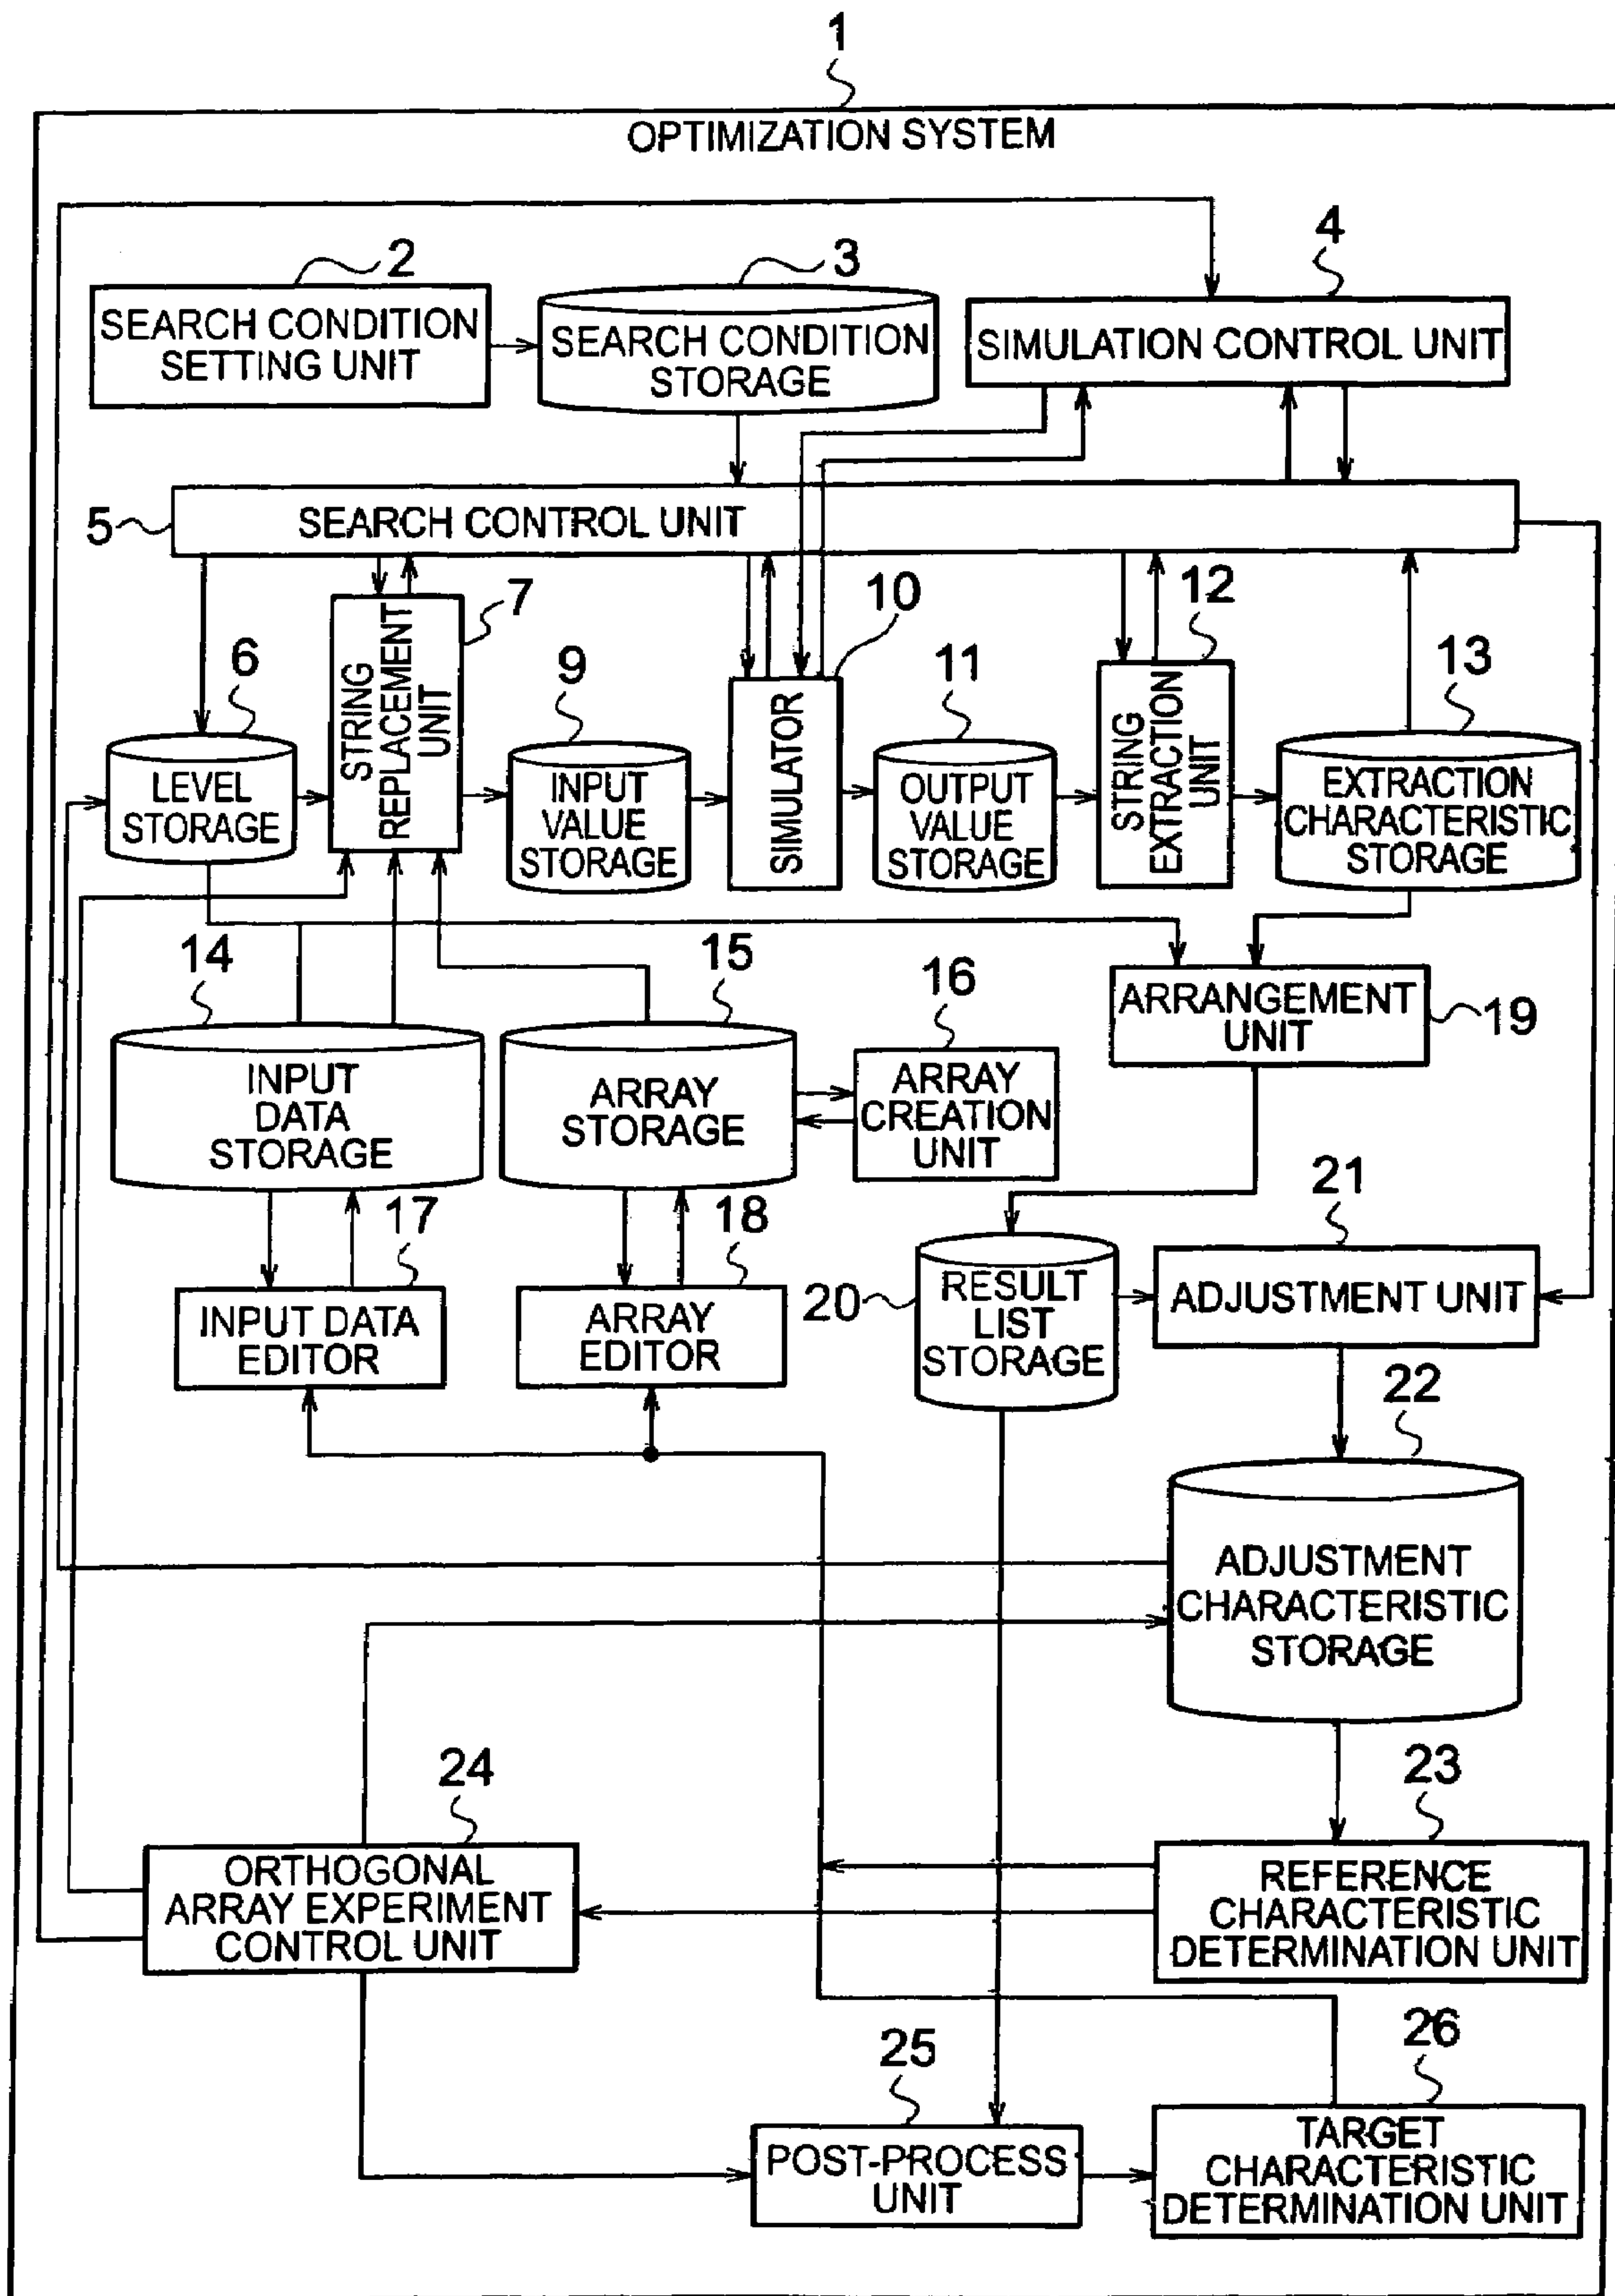 1
OPTIMIZATION SYSTEM
2
3
4
SEARCH CONDITION
SETTING UNIT
SEARCH CONDITION
STORAGE
SIMULATION CONTROL UNIT
5
SEARCH CONTROL UNIT
6
7
9
10
11
12
13
LEVEL
STORAGE
STRING
REPLACEMENT
UNIT
INPUT
VALUE
STORAGE
SIMULATOR
OUTPUT
VALUE
STORAGE
STRING
EXTRACTION
UNIT
EXTRACTION
CHARACTERISTIC
STORAGE
14
15
16
INPUT
DATA
STORAGE
ARRAY
STORAGE
ARRAY
CREATION
UNIT
ARRANGEMENT
UNIT
19
17
18
INPUT DATA
EDITOR
ARRAY
EDITOR
20
RESULT
LIST
STORAGE
21
ADJUSTMENT UNIT
22
ADJUSTMENT
CHARACTERISTIC
STORAGE
24
23
ORTHOGONAL
ARRAY EXPERIMENT
CONTROL UNIT
REFERENCE
CHARACTERISTIC
DETERMINATION UNIT
25
26
POST-PROCESS
UNIT
TARGET
CHARACTERISTIC
DETERMINATION UNIT